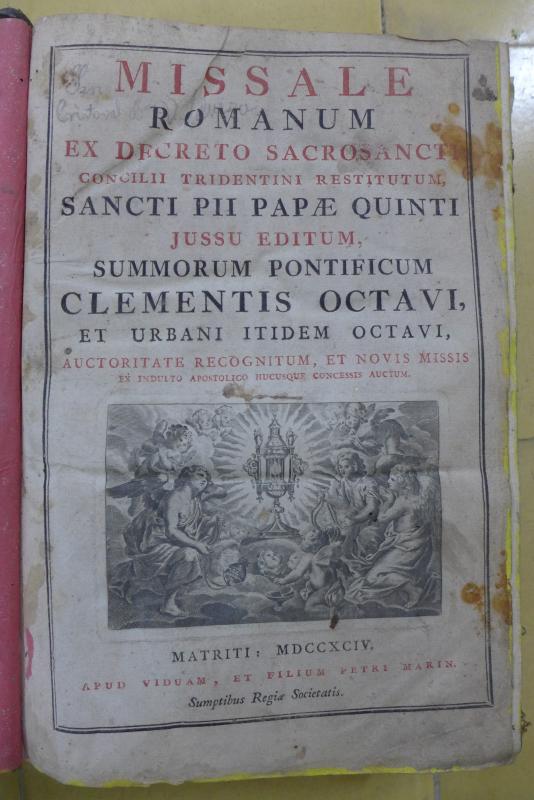 MISSALE
ROMANUM
EX DECRETO SACROSANCTI
CONCILII TRIDENTINI RESTITUTUM,
SANCTI PII PAPÆ QUINTI
JUSSU EDITUM,
SUMMORUM PONTIFICUM
CLEMENTIS OCTAVI,
ET URBANI ITIDEM OCTAVI,
AUCTORITATE RECOGNITUM, ET NOVIS MISSIS
EX INDULTO APOSTOLICO HUCUSQUE CONCESSIS AUCTUM.
MATRITI: MDCCXCIV.
APUD VIDUAM, ET FILIUM PETRI MARIN.
Sumptibus Regiæ Societatis.